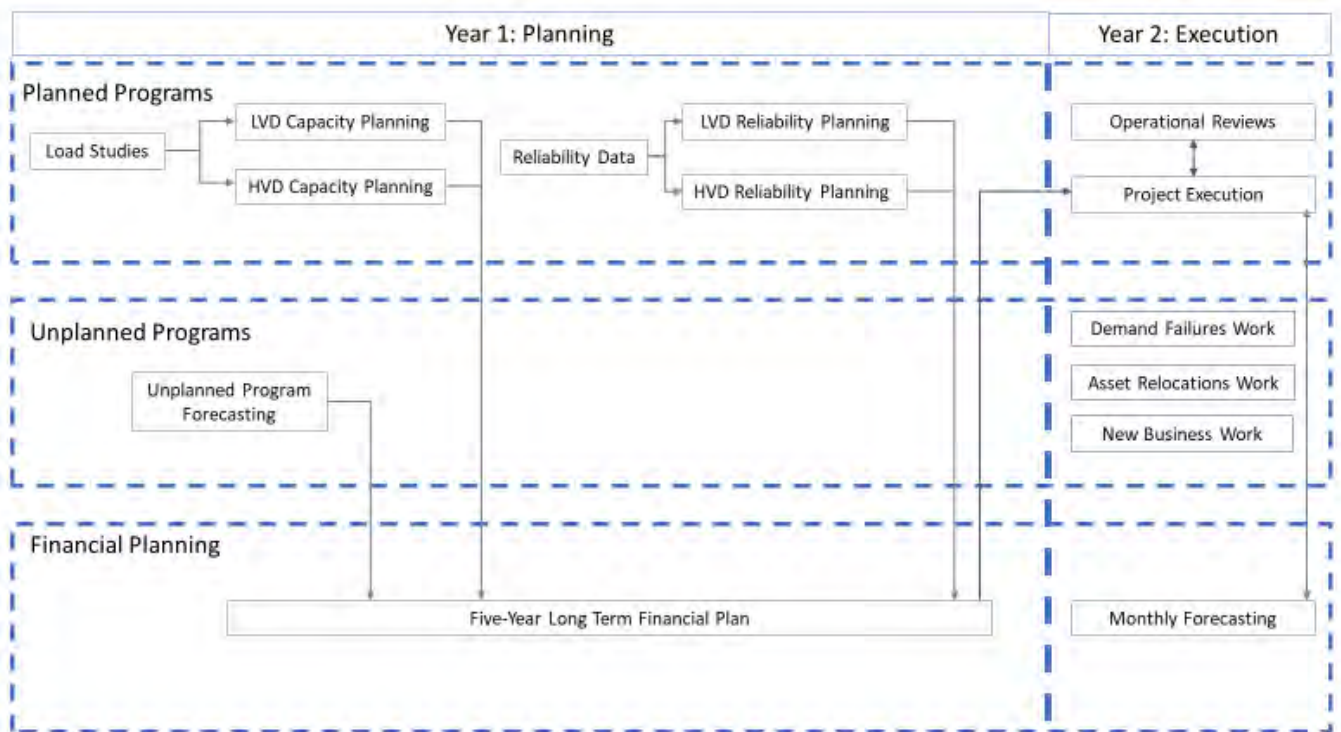 Year 1: Planning
Year 2: Execution
Planned Programs
Load Studies
LVD Capacity Planning
HVD Capacity Planning
Reliability Data
LVD Reliability Planning
HVD Reliability Planning
Operational Reviews
Project Execution
Unplanned Programs
Unplanned Program
Forecasting
Demand Failures Work
Asset Relocations Work
New Business Work
Financial Planning
Five-Year Long Term Financial Plan
Monthly Forecasting